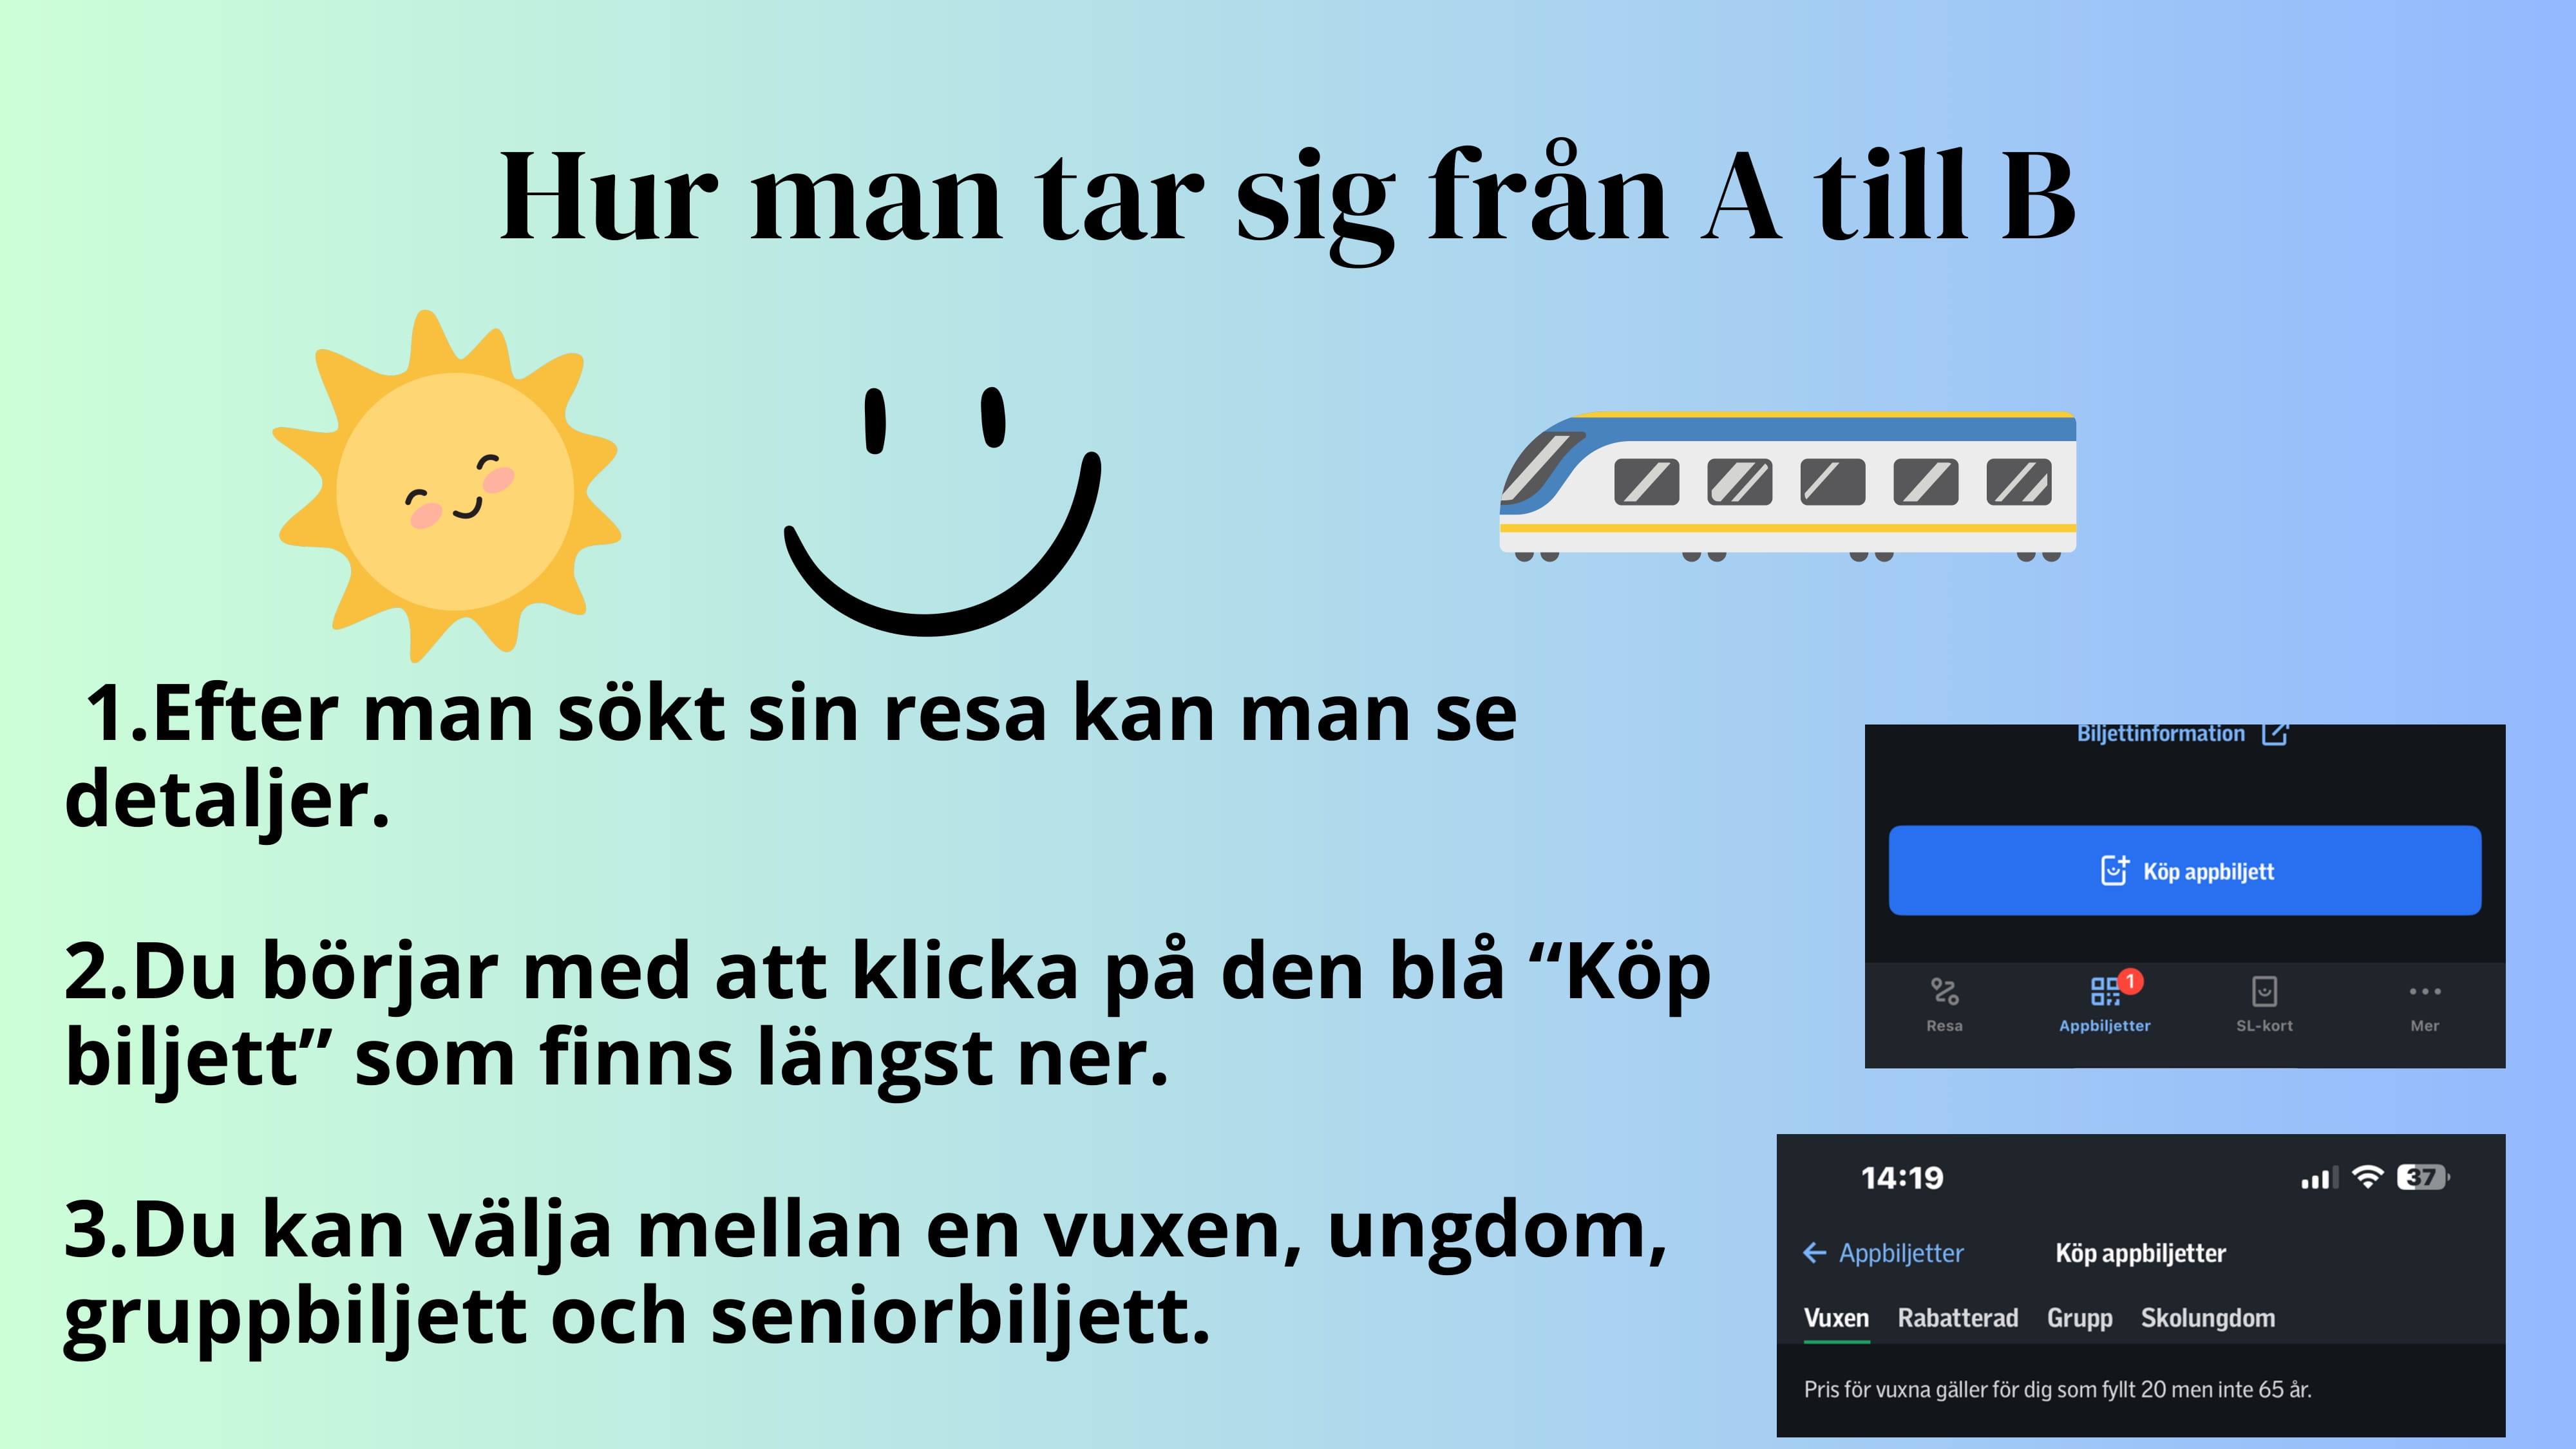 Hur man tar sig från A till B
1.Efter man sökt sin resa kan man se
detaljer.
2.Du börjar med att klicka på den blå “Köp
biljett” som finns längst ner.
3.Du kan välja mellan en vuxen, ungdom,
gruppbiljett och seniorbiljett.
Biljettinformation
Köp appbiljett
1
Resa Appbiljetter SL-kort Mer
14:19 37
Appbiljetter Köp appbiljetter
Vuxen Rabatterad Grupp Skolungdom
Pris för vuxna gäller för dig som fyllt 20 men inte 65 år.